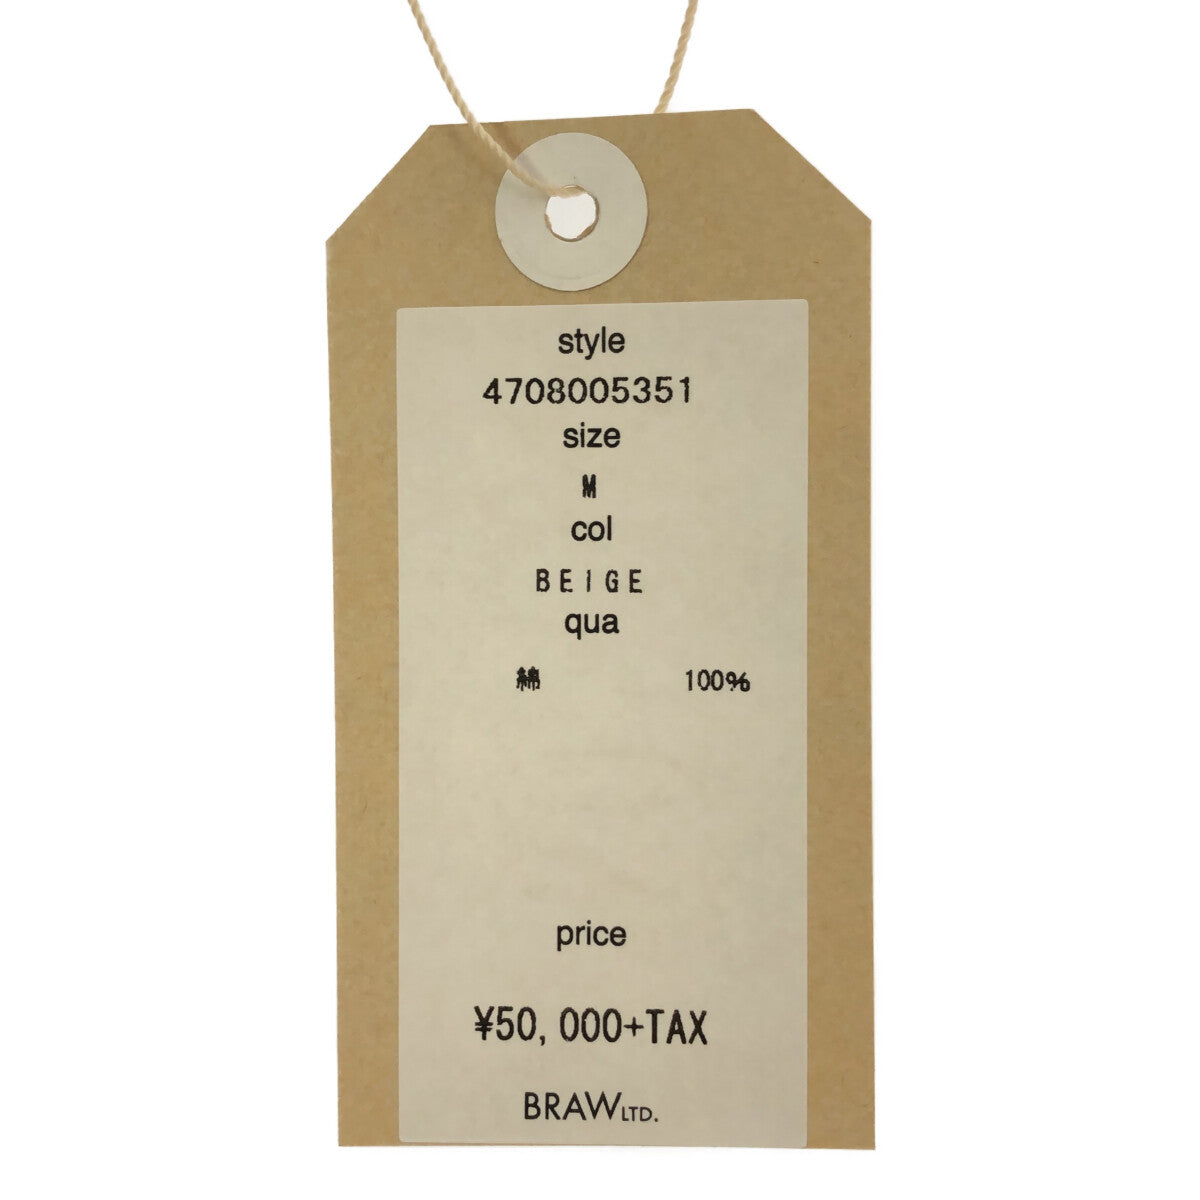 style
4708005351
size
M
col
BEIGE
qua
綿 100%
price
¥50,000+TAX
BRAW LTD.